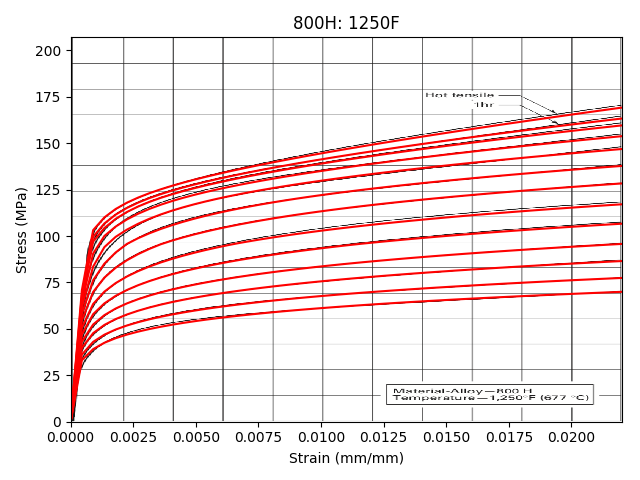 800H: 1250F
200
175
150
125
100
75
50
25
0
Stress (MPa)
Hot tensile
1hr
Material-Alloy—800 H
Temperature—1,250°F (677 °C)
0.0000 0.0025 0.0050 0.0075 0.0100 0.0125 0.0150 0.0175 0.0200
Strain (mm/mm)